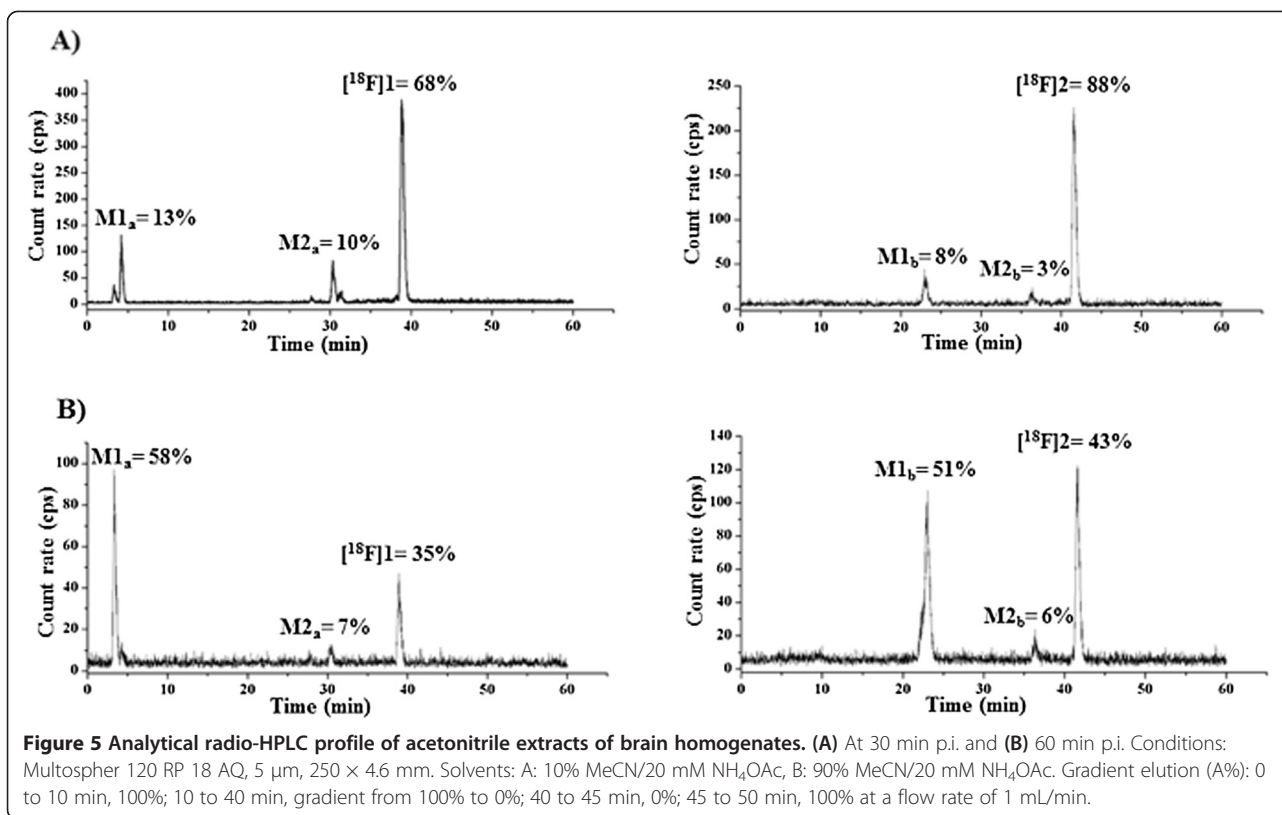 A)
[¹⁸F]1= 68%
M1ₐ= 13%
M2ₐ= 10%
Count rate (cps)
400
350
300
250
200
150
100
50
0
0 10 20 30 40 50 60
Time (min)
[¹⁸F]2= 88%
M1_b= 8%
M2_b= 3%
Count rate (cps)
250
200
150
100
50
0
0 10 20 30 40 50 60
Time (min)
B)
M1ₐ= 58%
[¹⁸F]1= 35%
M2ₐ= 7%
Count rate (cps)
100
80
60
40
20
0
0 10 20 30 40 50 60
Time (min)
[¹⁸F]2= 43%
M1_b= 51%
M2_b= 6%
Count rate (cps)
140
120
100
80
60
40
20
0
0 10 20 30 40 50 60
Time (min)
Figure 5 Analytical radio-HPLC profile of acetonitrile extracts of brain homogenates. (A) At 30 min p.i. and (B) 60 min p.i. Conditions:
Multospher 120 RP 18 AQ, 5 μm, 250 × 4.6 mm. Solvents: A: 10% MeCN/20 mM NH₄OAc, B: 90% MeCN/20 mM NH₄OAc. Gradient elution (A%): 0
to 10 min, 100%; 10 to 40 min, gradient from 100% to 0%; 40 to 45 min, 0%; 45 to 50 min, 100% at a flow rate of 1 mL/min.